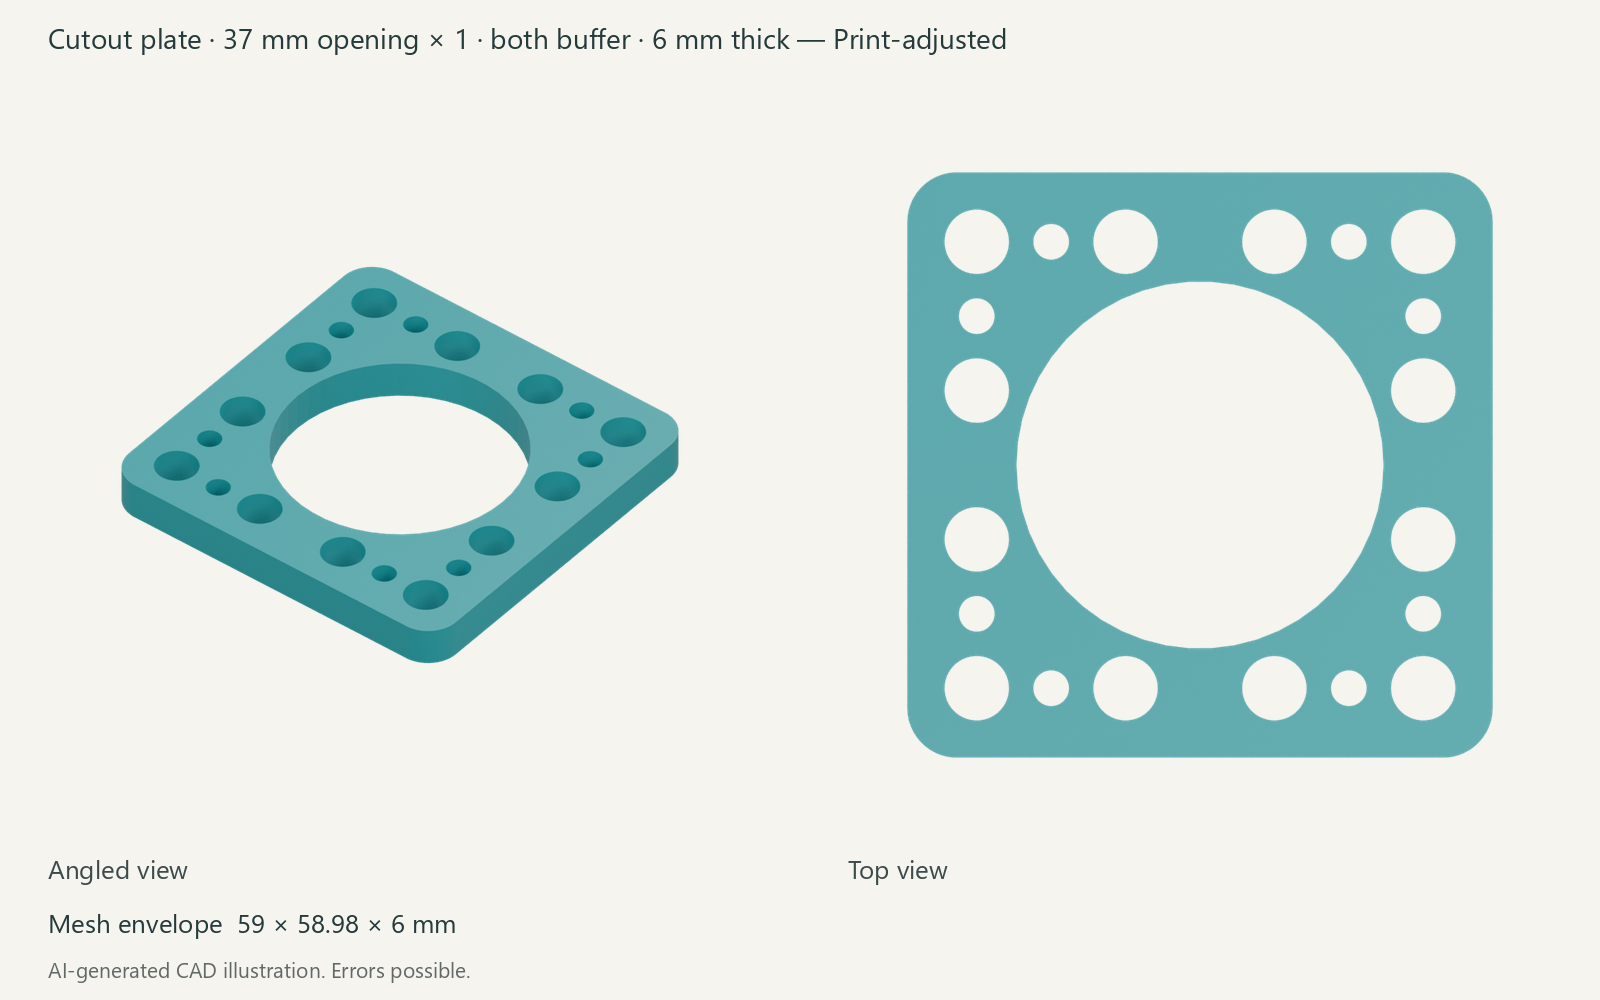 Cutout plate · 37 mm opening × 1 · both buffer · 6 mm thick — Print-adjusted
Angled view
Top view
Mesh envelope 59 × 58.98 × 6 mm
AI-generated CAD illustration. Errors possible.